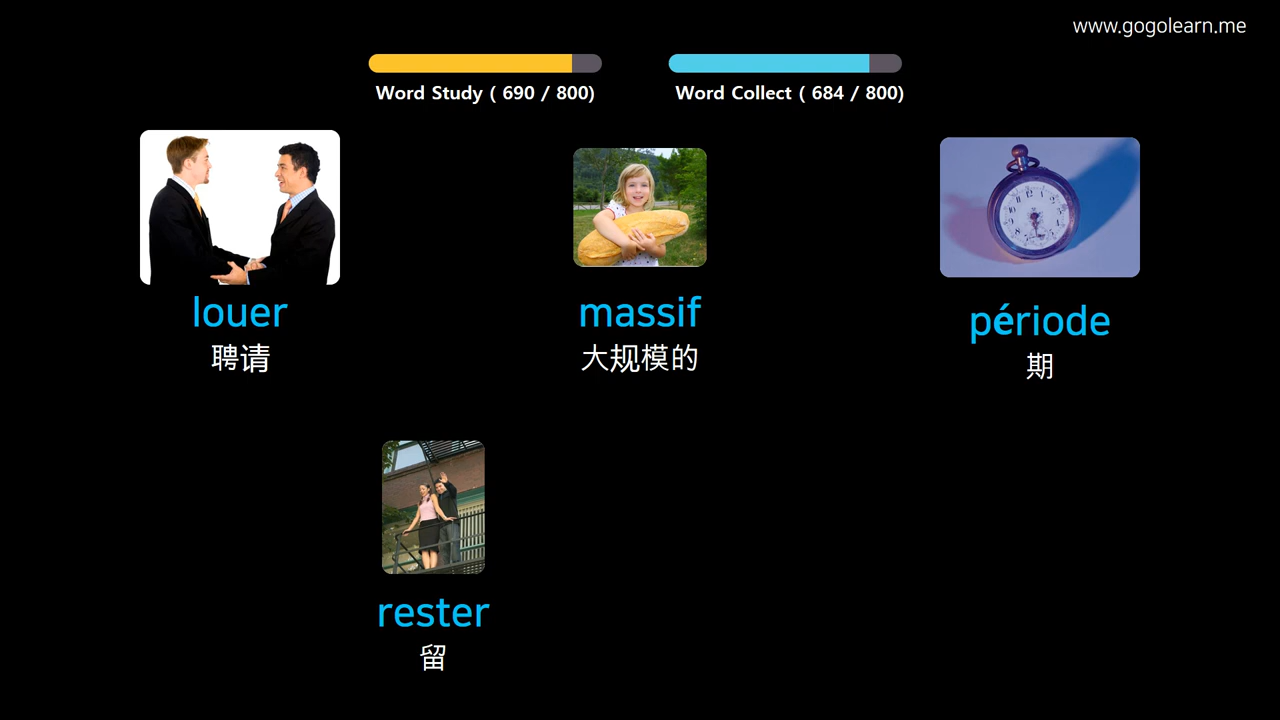 www.gogolearn.me
Word Study ( 690 / 800)
Word Collect ( 684 / 800)
louer
聘请
massif
大规模的
période
期
rester
留